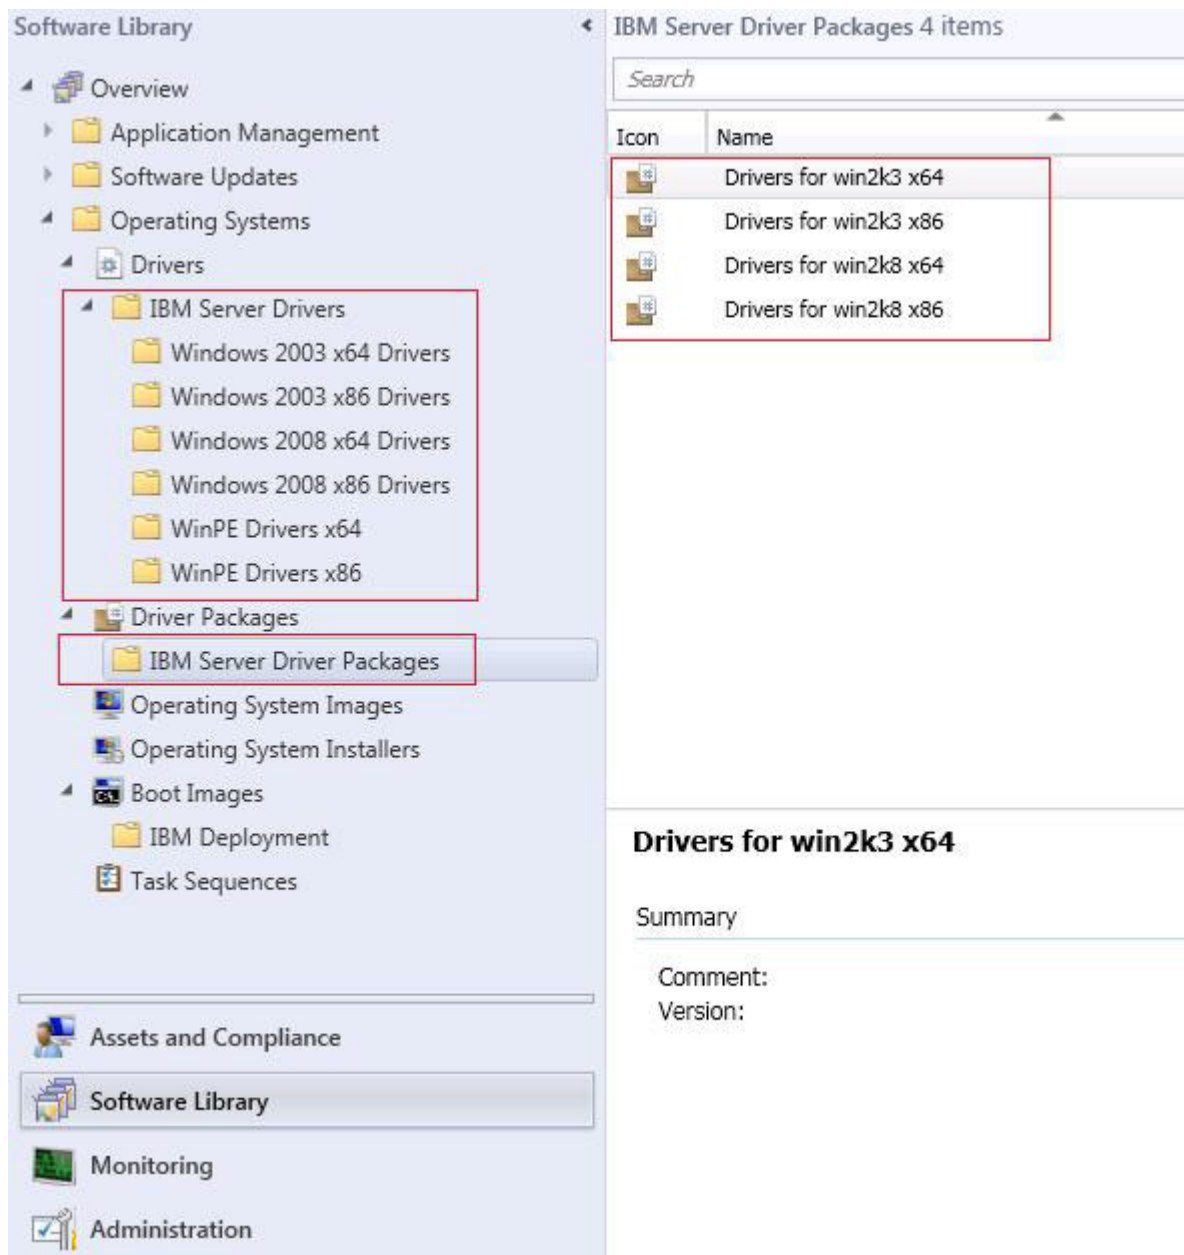 Software Library
Overview
Application Management
Software Updates
Operating Systems
Drivers
IBM Server Drivers
Windows 2003 x64 Drivers
Windows 2003 x86 Drivers
Windows 2008 x64 Drivers
Windows 2008 x86 Drivers
WinPE Drivers x64
WinPE Drivers x86
Driver Packages
IBM Server Driver Packages
Operating System Images
Operating System Installers
Boot Images
IBM Deployment
Task Sequences
Assets and Compliance
Software Library
Monitoring
Administration
IBM Server Driver Packages 4 items
Search
Icon Name
Drivers for win2k3 x64
Drivers for win2k3 x86
Drivers for win2k8 x64
Drivers for win2k8 x86
Drivers for win2k3 x64
Summary
Comment:
Version: